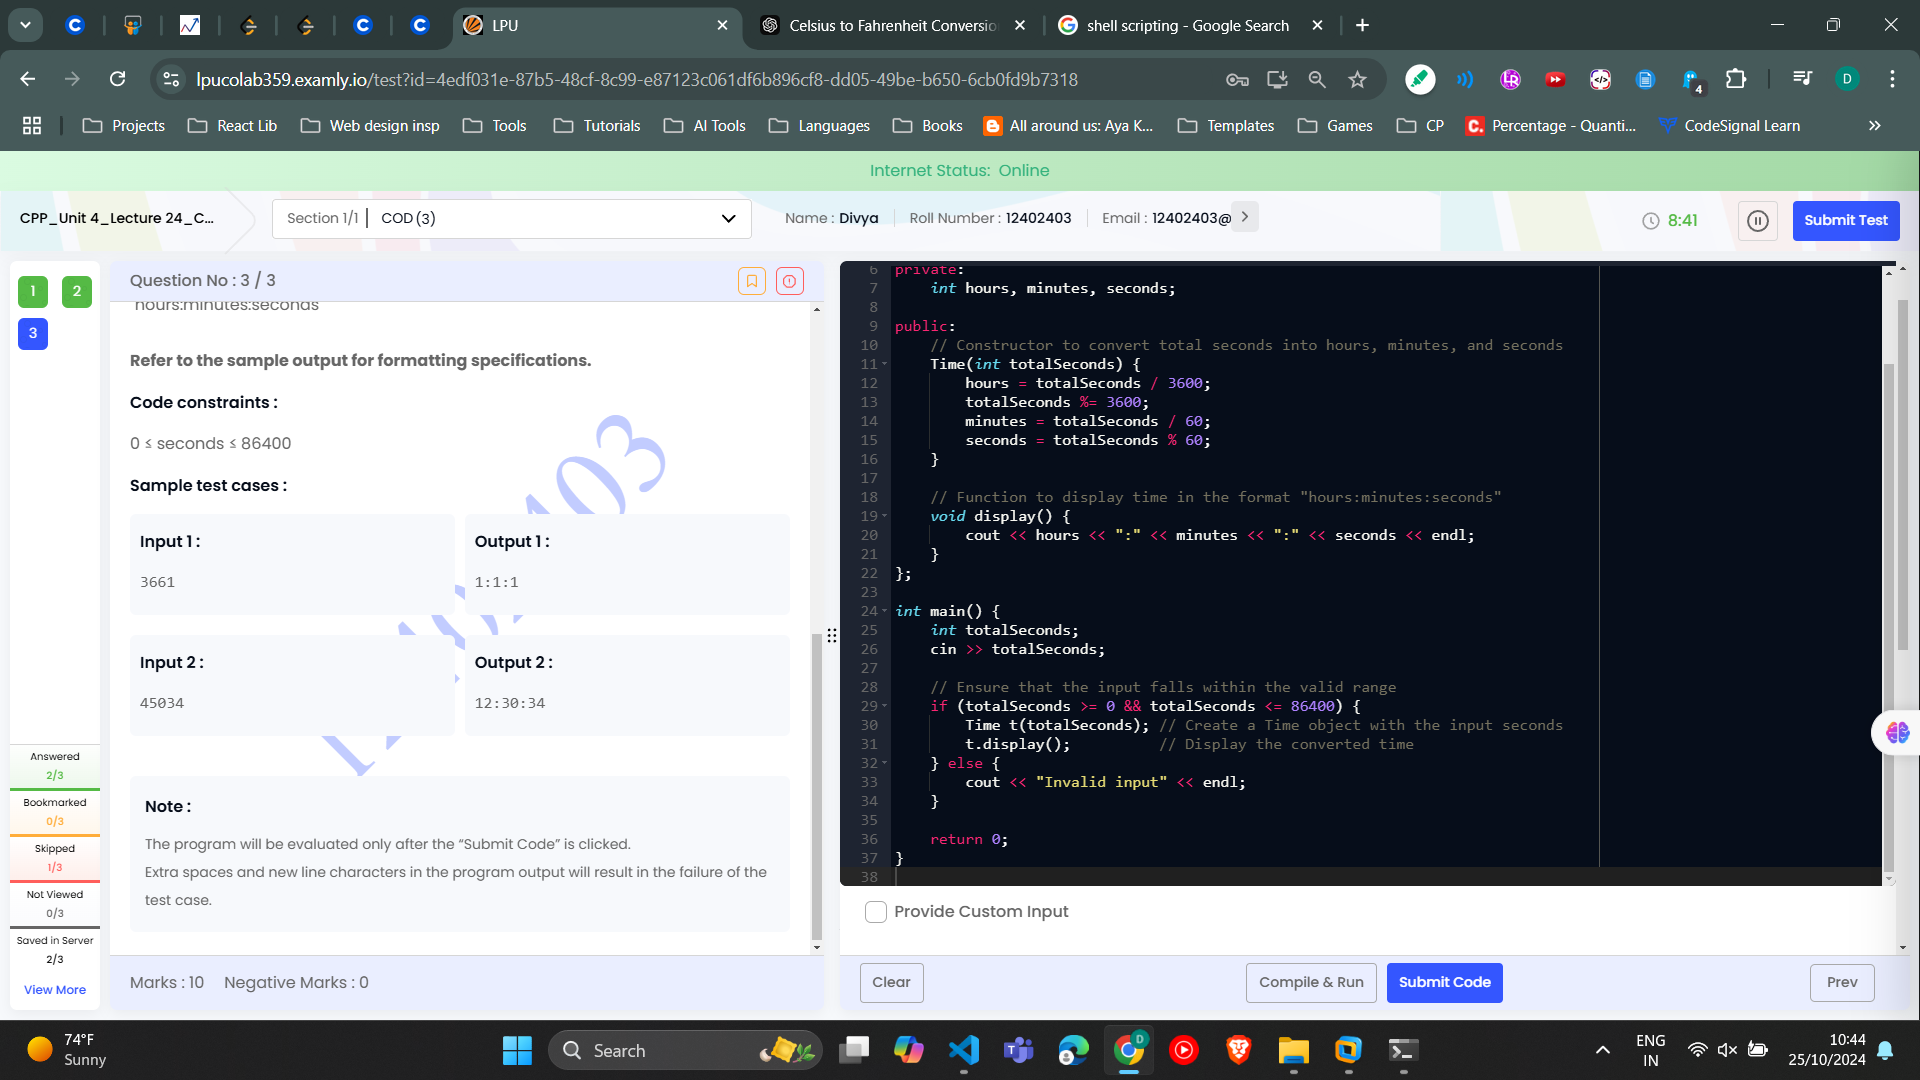 LPU
Celsius to Fahrenheit Conversio
shell scripting - Google Search
lpucolab359.examly.io/test?id=4edf031e-87b5-48cf-8c99-e87123c061df6b896cf8-dd05-49be-b650-6cb0fd9b7318
4
D
Projects
React Lib
Web design insp
Tools
Tutorials
AI Tools
Languages
Books
All around us: Aya K...
Templates
Games
CP
Percentage - Quanti...
CodeSignal Learn
Internet Status: Online
CPP_Unit 4_Lecture 24_C...
Section 1/1 | COD (3)
Name : Divya
Roll Number : 12402403
Email : 12402403@
8:41
Submit Test
1
2
3
Answered
2/3
Bookmarked
0/3
Skipped
1/3
Not Viewed
0/3
Saved in Server
2/3
View More
Question No : 3 / 3
hours:minutes:seconds
Refer to the sample output for formatting specifications.
Code constraints :
0 ≤ seconds ≤ 86400
Sample test cases :
Input 1 :
3661
Output 1 :
1:1:1
Input 2 :
45034
Output 2 :
12:30:34
Note :
The program will be evaluated only after the “Submit Code” is clicked.
Extra spaces and new line characters in the program output will result in the failure of the
test case.
Marks : 10 Negative Marks : 0
6 private:
7 int hours, minutes, seconds;
8
9 public:
10 // Constructor to convert total seconds into hours, minutes, and seconds
11 Time(int totalSeconds) {
12 hours = totalSeconds / 3600;
13 totalSeconds %= 3600;
14 minutes = totalSeconds / 60;
15 seconds = totalSeconds % 60;
16 }
17
18 // Function to display time in the format "hours:minutes:seconds"
19 void display() {
20 cout << hours << ":" << minutes << ":" << seconds << endl;
21 }
22 };
23
24 int main() {
25 int totalSeconds;
26 cin >> totalSeconds;
27
28 // Ensure that the input falls within the valid range
29 if (totalSeconds >= 0 && totalSeconds <= 86400) {
30 Time t(totalSeconds); // Create a Time object with the input seconds
31 t.display(); // Display the converted time
32 } else {
33 cout << "Invalid input" << endl;
34 }
35
36 return 0;
37 }
38
Provide Custom Input
Clear
Compile & Run
Submit Code
Prev
74°F
Sunny
Search
D
ENG
IN
10:44
25/10/2024